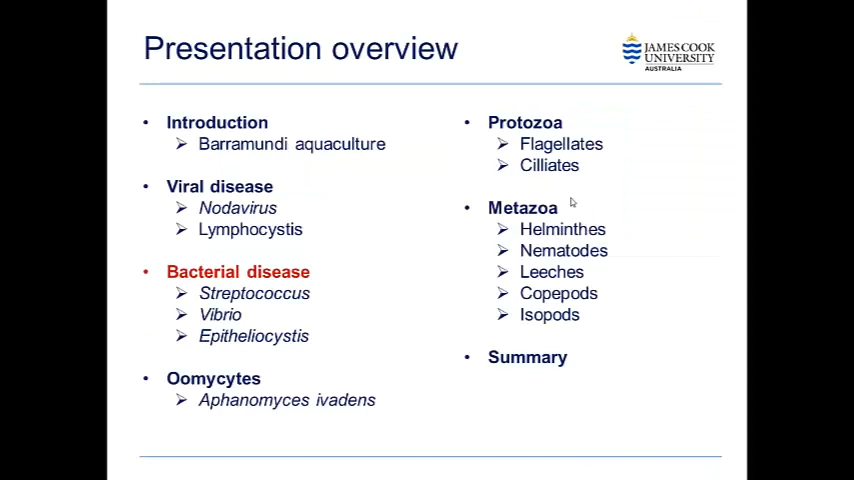 Presentation overview
JAMES COOK
UNIVERSITY
AUSTRALIA
• Introduction
➢ Barramundi aquaculture
• Viral disease
➢ Nodavirus
➢ Lymphocystis
• Bacterial disease
➢ Streptococcus
➢ Vibrio
➢ Epitheliocystis
• Oomycytes
➢ Aphanomyces ivadens
• Protozoa
➢ Flagellates
➢ Cilliates
• Metazoa
➢ Helminthes
➢ Nematodes
➢ Leeches
➢ Copepods
➢ Isopods
• Summary